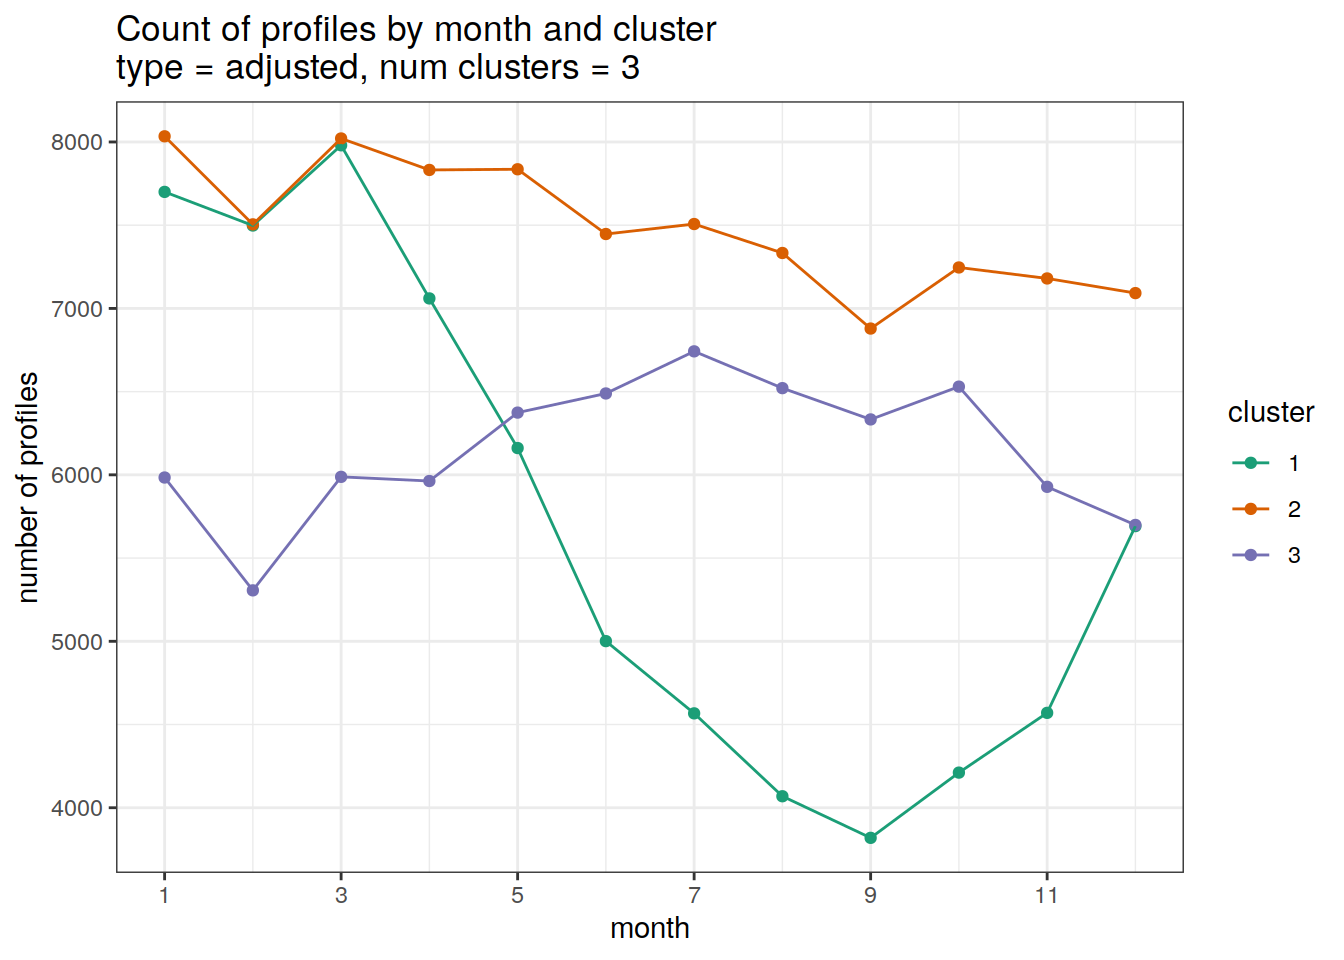 Count of profiles by month and cluster
type = adjusted, num clusters = 3
8000
7000
6000
5000
4000
number of profiles
1 3 5 7 9 11
month
cluster
1
2
3